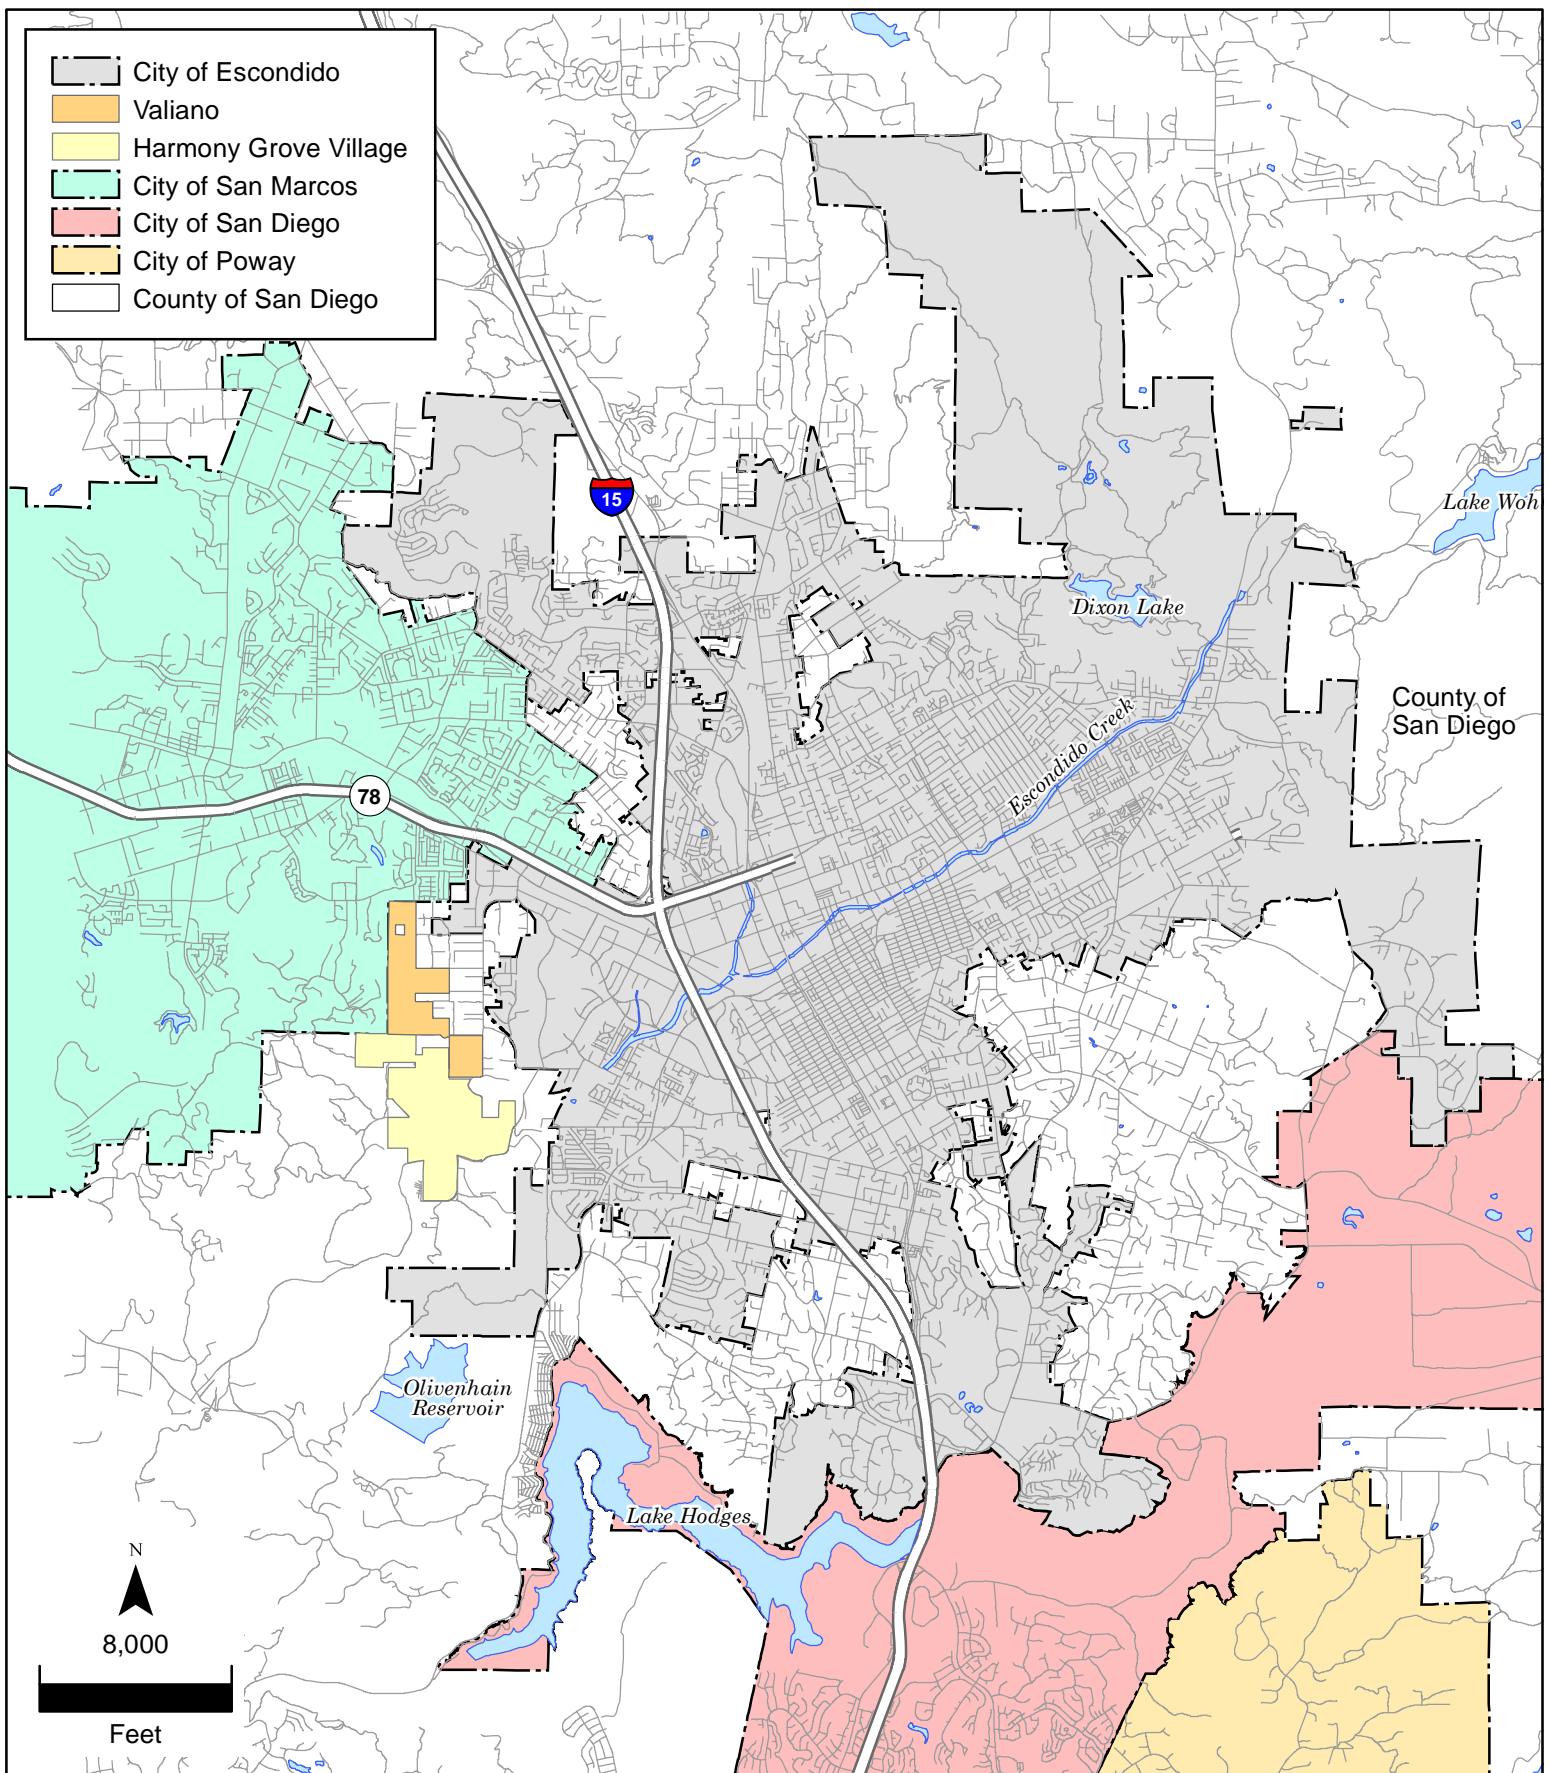 City of Escondido
Valiano
Harmony Grove Village
City of San Marcos
City of San Diego
City of Poway
County of San Diego
15
Lake Woh
Dixon Lake
County of
San Diego
Escondido Creek
78
Olivenhain
Reservoir
Lake Hodges
N
8,000
Feet